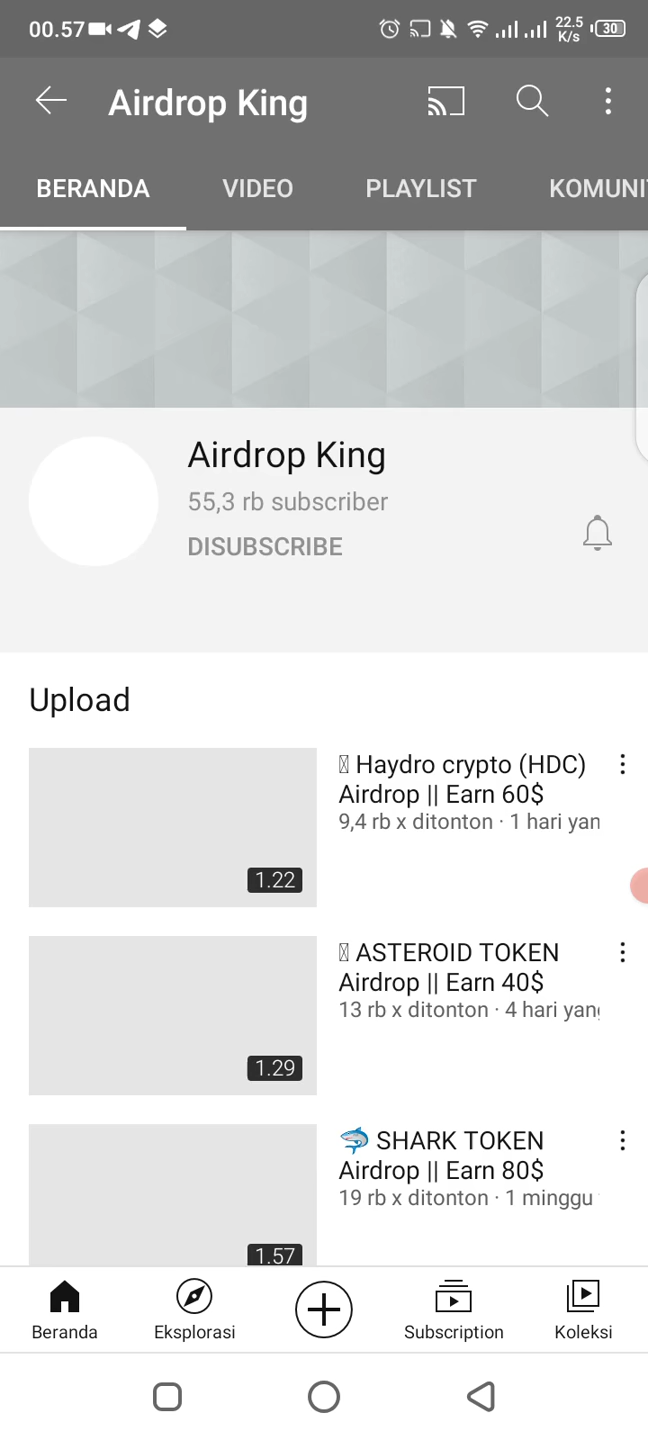 00.57
22.5
K/s
30
Airdrop King
BERANDA
VIDEO
PLAYLIST
KOMUNI
Airdrop King
55,3 rb subscriber
DISUBSCRIBE
Upload
Haydro crypto (HDC)
Airdrop || Earn 60$
9,4 rb x ditonton · 1 hari yan
1.22
ASTEROID TOKEN
Airdrop || Earn 40$
13 rb x ditonton · 4 hari yang
1.29
🦈 SHARK TOKEN
Airdrop || Earn 80$
19 rb x ditonton · 1 minggu
1.57
Beranda
Eksplorasi
Subscription
Koleksi